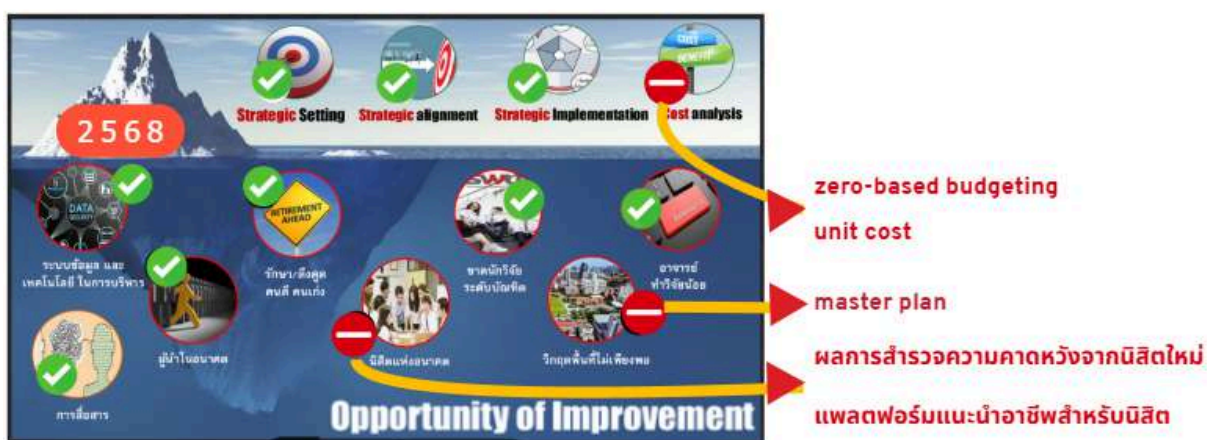 COST
BENEFIT
Strategic Setting
Strategic alignment
Strategic Implementation
Cost analysis
2568
DATA
SECURITY
RETIREMENT
AHEAD
SWU
ระบบข้อมูล และ
เทคโนโลยี ในการบริหาร
รักษา/ดึงดูด
คนดี คนเก่ง
ขาดนักวิจัย
ระดับบัณฑิต
อาจารย์
ทำวิจัยน้อย
ผู้นำในอนาคต
นิสิตแห่งอนาคต
วิกฤตพื้นที่ไม่เพียงพอ
การสื่อสาร
Opportunity of Improvement
zero-based budgeting
unit cost
master plan
ผลการสำรวจความคาดหวังจากนิสิตใหม่
แพลตฟอร์มแนะนำอาชีพสำหรับนิสิต